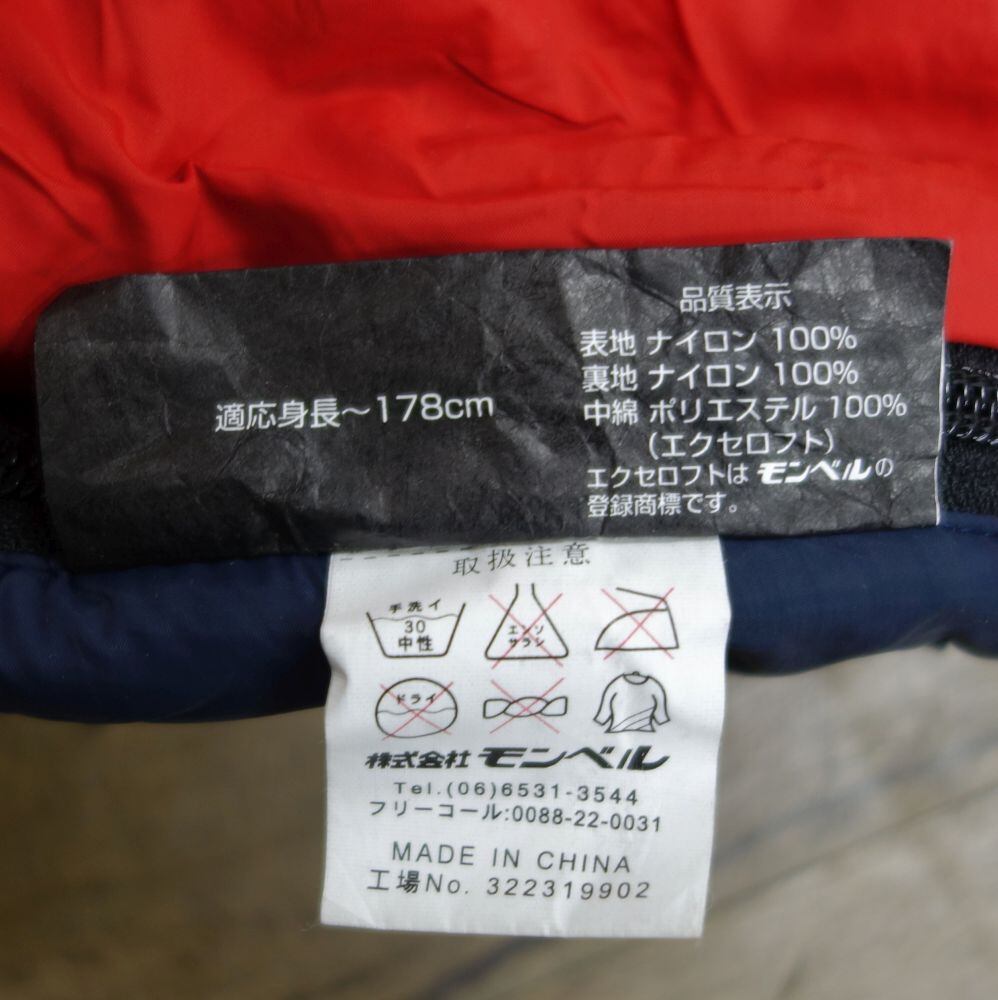 適応身長〜178cm
品質表示
表地 ナイロン 100%
裏地 ナイロン 100%
中綿 ポリエステル 100%
(エクセロフト)
エクセロフトは モンベルの
登録商標です。
取扱注意
手洗イ
30
中性
エンソ
サラシ
ドライ
株式会社 モンベル
Tel.(06)6531-3544
フリーコール:0088-22-0031
MADE IN CHINA
工場No. 322319902